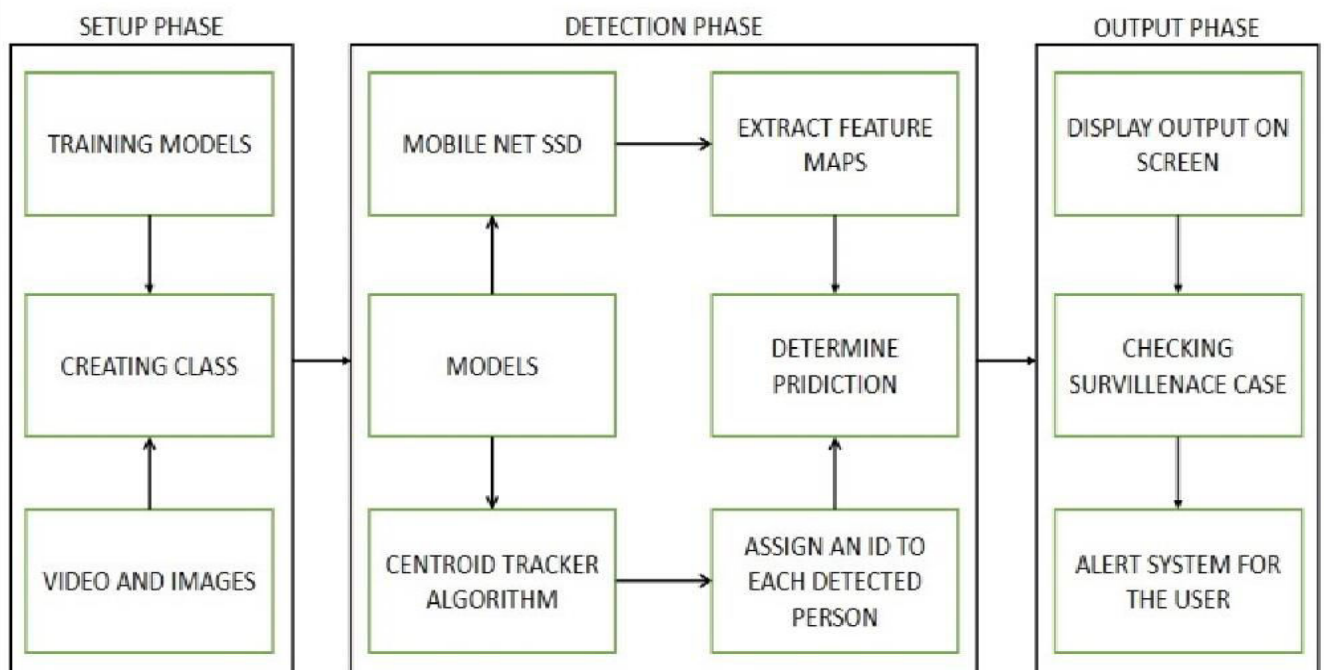 SETUP PHASE
TRAINING MODELS
CREATING CLASS
VIDEO AND IMAGES
DETECTION PHASE
MOBILE NET SSD
EXTRACT FEATURE
MAPS
MODELS
DETERMINE
PRIDICTION
CENTROID TRACKER
ALGORITHM
ASSIGN AN ID TO
EACH DETECTED
PERSON
OUTPUT PHASE
DISPLAY OUTPUT ON
SCREEN
CHECKING
SURVILLENACE CASE
ALERT SYSTEM FOR
THE USER